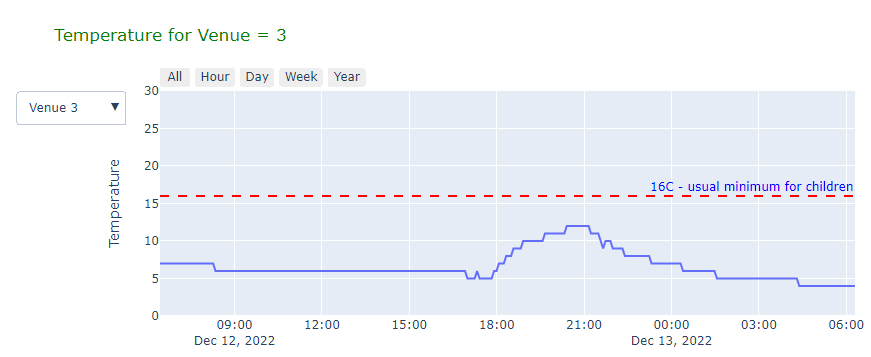 Temperature for Venue = 3
All Hour Day Week Year
Venue 3
Temperature
30
25
20
15
10
5
0
16C - usual minimum for children
09:00 12:00 15:00 18:00 21:00 00:00 03:00 06:00
Dec 12, 2022 Dec 13, 2022